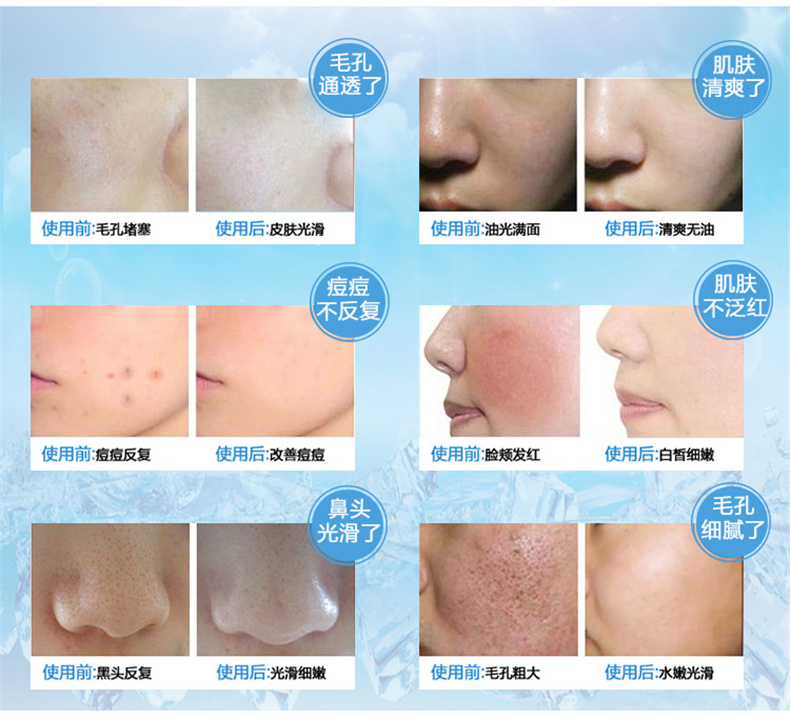 毛孔
通透了
使用前:毛孔堵塞
使用后:皮肤光滑
肌肤
清爽了
使用前:油光满面
使用后:清爽无油
痘痘
不反复
使用前:痘痘反复
使用后:改善痘痘
肌肤
不泛红
使用前:脸颊发红
使用后:白皙细嫩
鼻头
光滑了
使用前:黑头反复
使用后:光滑细嫩
毛孔
细腻了
使用前:毛孔粗大
使用后:水嫩光滑